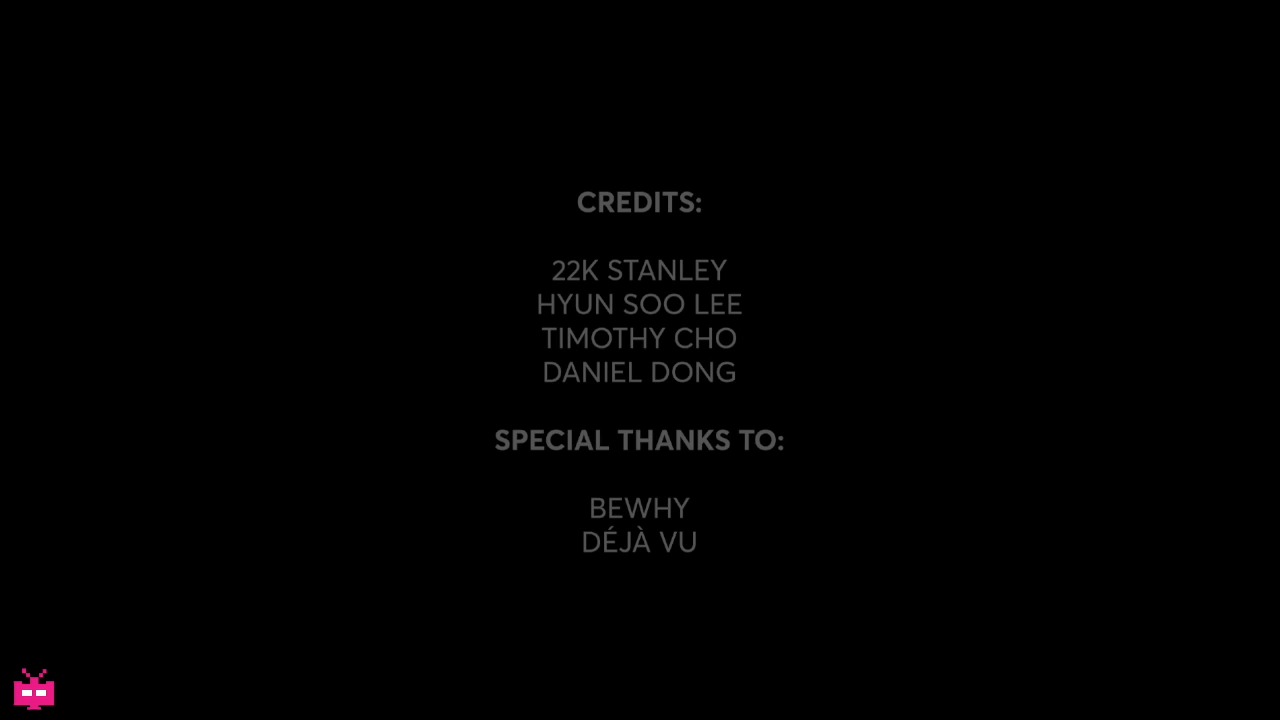 CREDITS:
22K STANLEY
HYUN SOO LEE
TIMOTHY CHO
DANIEL DONG
SPECIAL THANKS TO:
BEWHY
DÉJÀ VU